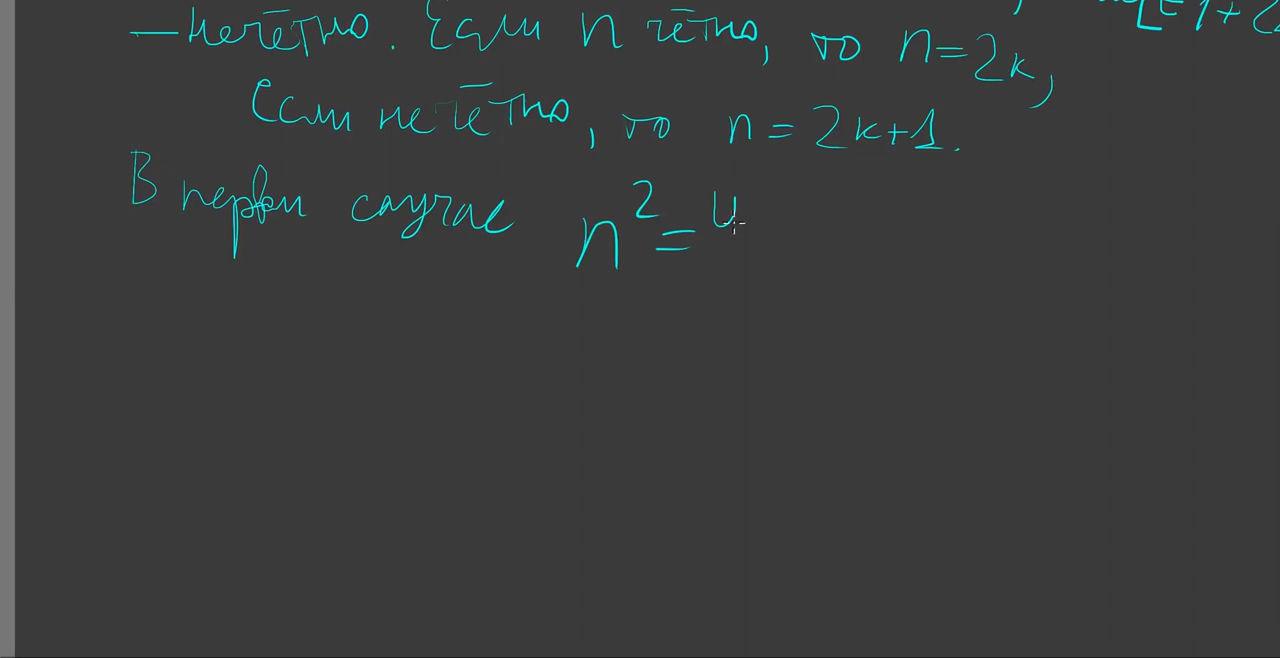 — нечётно. Если n чётно, то n=2k,
Если нечётно, то n = 2k+1.
В первом случае n² = 4